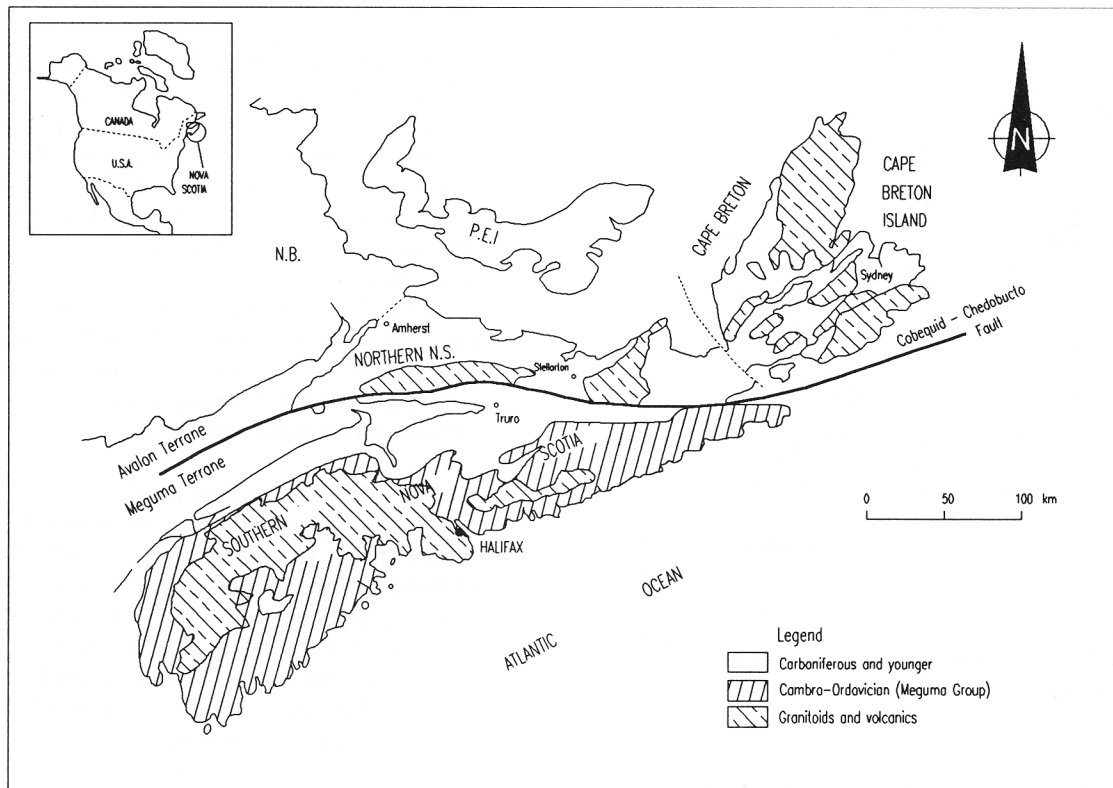 CANADA
U.S.A.
NOVA
SCOTIA
N
CAPE
BRETON
ISLAND
CAPE BRETON
P.E.I
N.B.
Sydney
Amherst
NORTHERN N.S.
Stellarton
Cobequid - Chedobucto
Fault
Truro
Avalon Terrane
Meguma Terrane
SOUTHERN NOVA SCOTIA
HALIFAX
0 50 100 km
OCEAN
ATLANTIC
Legend
Carboniferous and younger
Cambro-Ordovician (Meguma Group)
Granitoids and volcanics